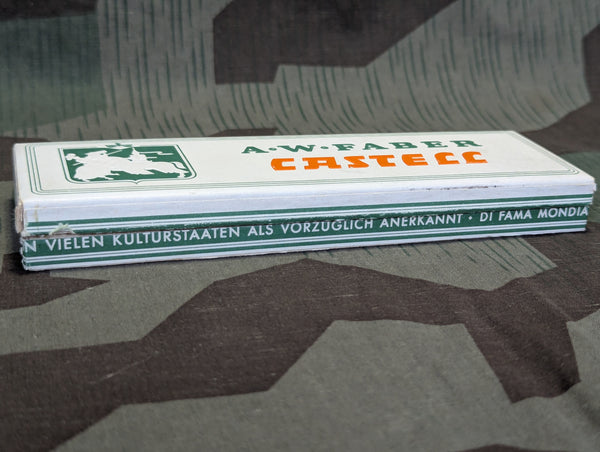 A·W·FABER
CASTELL
N VIELEN KULTURSTAATEN ALS VORZÜGLICH ANERKANNT · DI FAMA MONDIA